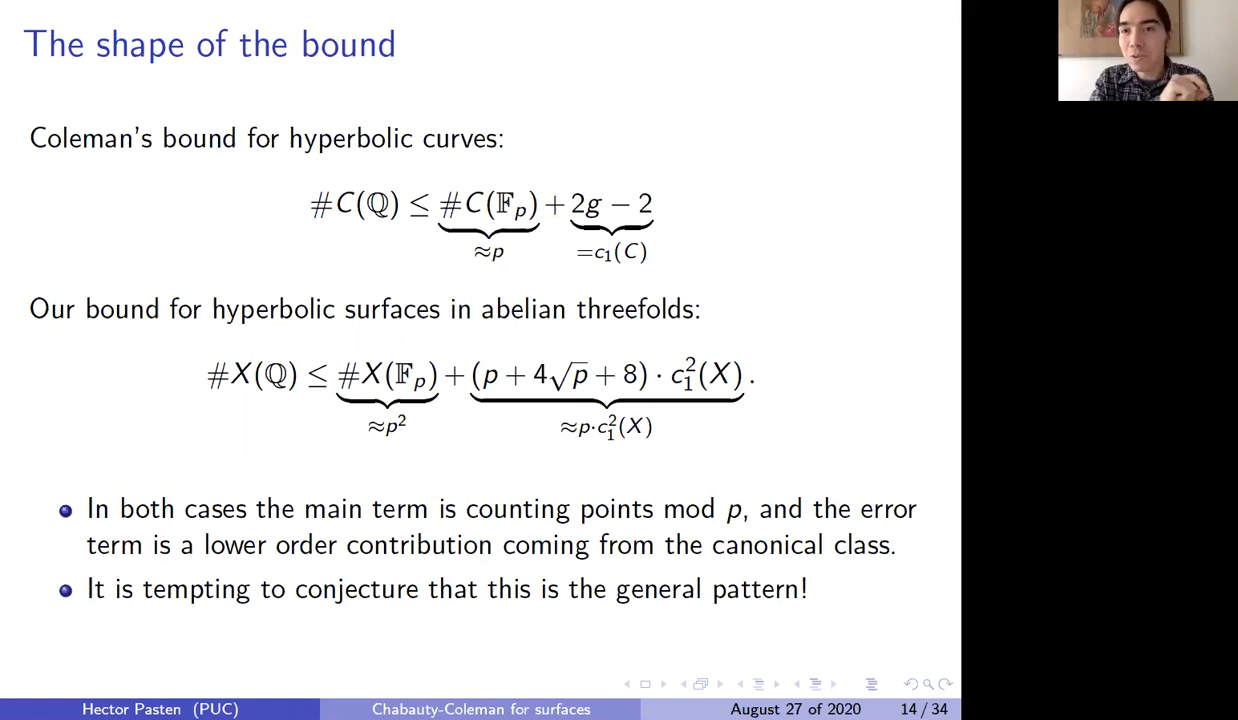 The shape of the bound
Coleman's bound for hyperbolic curves:
#C(ℚ) ≤ #C(𝔽ₚ) + 2g − 2
≈p =c₁(C)
Our bound for hyperbolic surfaces in abelian threefolds:
#X(ℚ) ≤ #X(𝔽ₚ) + (p + 4√p + 8) · c₁²(X).
≈p² ≈p·c₁²(X)
In both cases the main term is counting points mod p, and the error
term is a lower order contribution coming from the canonical class.
It is tempting to conjecture that this is the general pattern!
Hector Pasten (PUC) Chabauty-Coleman for surfaces August 27 of 2020 14 / 34